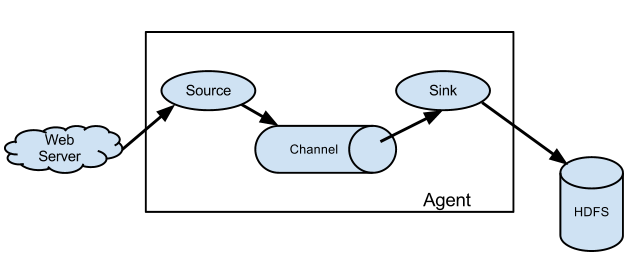 Source
Sink
Web
Server
Channel
Agent
HDFS